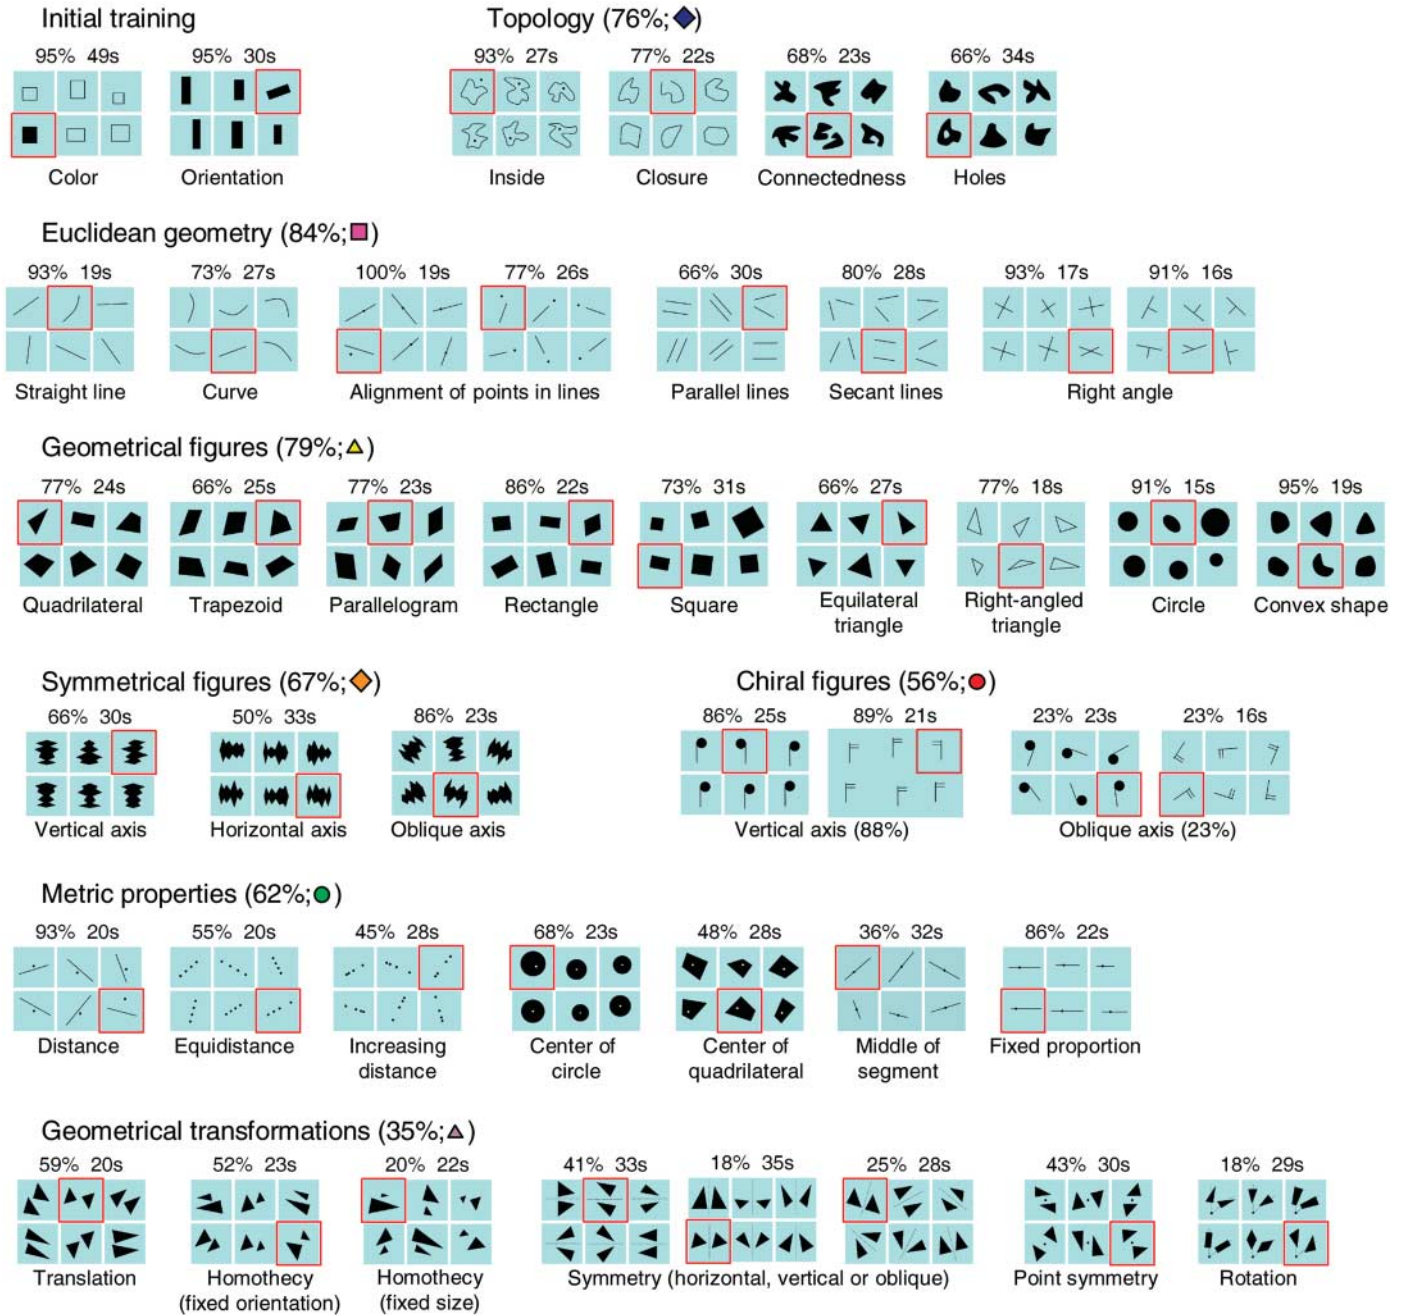 Initial training
Topology (76%; )
95% 49s
95% 30s
93% 27s
77% 22s
68% 23s
66% 34s
Color
Orientation
Inside
Closure
Connectedness
Holes
Euclidean geometry (84%; )
93% 19s
73% 27s
100% 19s
77% 26s
66% 30s
80% 28s
93% 17s
91% 16s
Straight line
Curve
Alignment of points in lines
Parallel lines
Secant lines
Right angle
Geometrical figures (79%; )
77% 24s
66% 25s
77% 23s
86% 22s
73% 31s
66% 27s
77% 18s
91% 15s
95% 19s
Quadrilateral
Trapezoid
Parallelogram
Rectangle
Square
Equilateral
triangle
Right-angled
triangle
Circle
Convex shape
Symmetrical figures (67%; )
Chiral figures (56%; )
66% 30s
50% 33s
86% 23s
86% 25s
89% 21s
23% 23s
23% 16s
Vertical axis
Horizontal axis
Oblique axis
Vertical axis (88%)
Oblique axis (23%)
Metric properties (62%; )
93% 20s
55% 20s
45% 28s
68% 23s
48% 28s
36% 32s
86% 22s
Distance
Equidistance
Increasing
distance
Center of
circle
Center of
quadrilateral
Middle of
segment
Fixed proportion
Geometrical transformations (35%; )
59% 20s
52% 23s
20% 22s
41% 33s
18% 35s
25% 28s
43% 30s
18% 29s
Translation
Homothecy
(fixed orientation)
Homothecy
(fixed size)
Symmetry (horizontal, vertical or oblique)
Point symmetry
Rotation